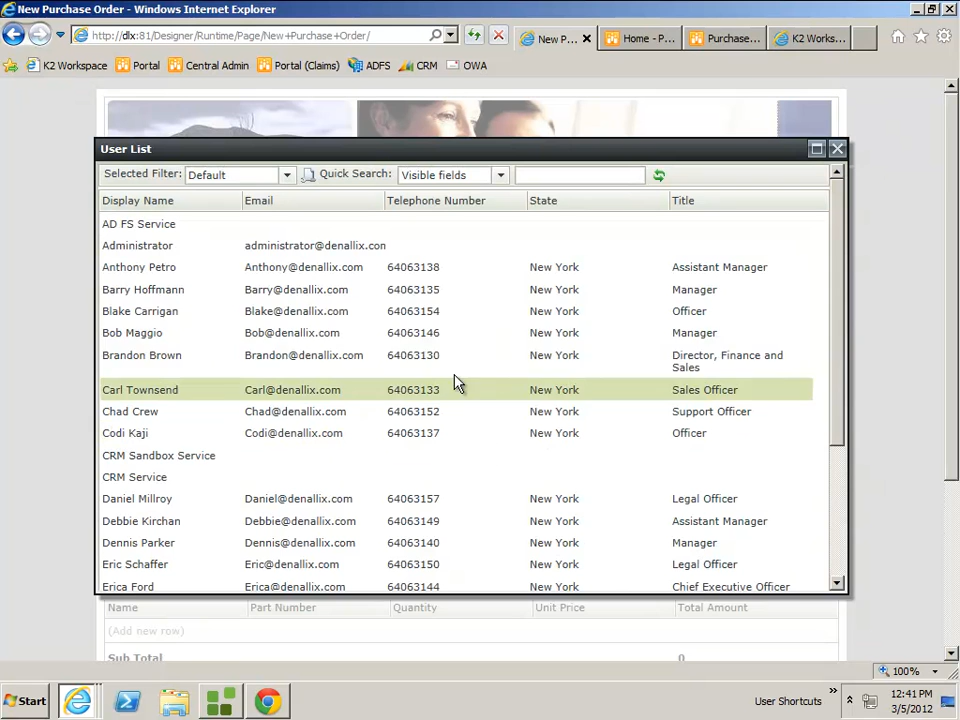 New Purchase Order - Windows Internet Explorer
http://dlx:81/Designer/Runtime/Page/New+Purchase+Order/
New P...
Home - P...
Purchase...
K2 Works...
K2 Workspace
Portal
Central Admin
Portal (Claims)
ADFS
CRM
OWA
User List
Selected Filter: Default Quick Search: Visible fields
Display Name Email Telephone Number State Title
AD FS Service
Administrator administrator@denallix.con
Anthony Petro Anthony@denallix.com 64063138 New York Assistant Manager
Barry Hoffmann Barry@denallix.com 64063135 New York Manager
Blake Carrigan Blake@denallix.com 64063154 New York Officer
Bob Maggio Bob@denallix.com 64063146 New York Manager
Brandon Brown Brandon@denallix.com 64063130 New York Director, Finance and
Sales
Carl Townsend Carl@denallix.com 64063133 New York Sales Officer
Chad Crew Chad@denallix.com 64063152 New York Support Officer
Codi Kaji Codi@denallix.com 64063137 New York Officer
CRM Sandbox Service
CRM Service
Daniel Millroy Daniel@denallix.com 64063157 New York Legal Officer
Debbie Kirchan Debbie@denallix.com 64063149 New York Assistant Manager
Dennis Parker Dennis@denallix.com 64063140 New York Manager
Eric Schaffer Eric@denallix.com 64063150 New York Legal Officer
Erica Ford Erica@denallix.com 64063144 New York Chief Executive Officer
Name Part Number Quantity Unit Price Total Amount
(Add new row)
Sub Total 0
100%
Start
User Shortcuts
12:41 PM
3/5/2012